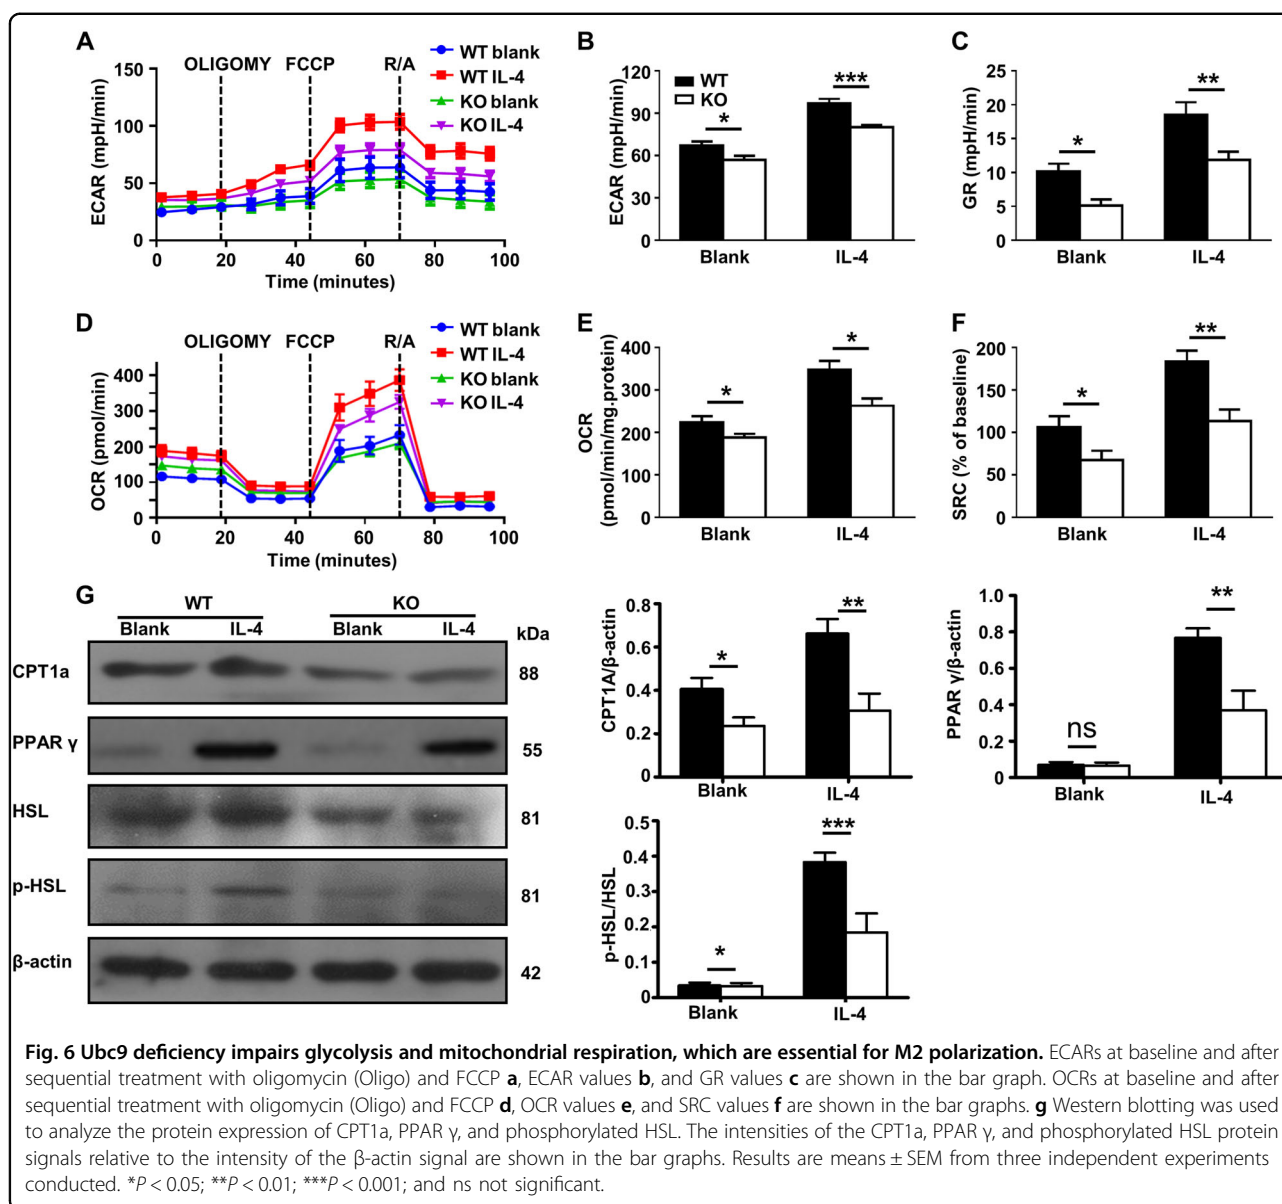 A
OLIGOMY FCCP R/A
WT blank
WT IL-4
KO blank
KO IL-4
ECAR (mpH/min)
150
100
50
0
0 20 40 60 80 100
Time (minutes)
B
ECAR (mpH/min)
120
90
60
30
0
WT
KO
*
***
Blank IL-4
C
GR (mpH/min)
25
20
15
10
5
0
*
**
Blank IL-4
D
OLIGOMY FCCP R/A
WT blank
WT IL-4
KO blank
KO IL-4
OCR (pmol/min)
400
300
200
100
0
0 20 40 60 80 100
Time (minutes)
E
OCR
(pmol/min/mg.protein)
400
300
200
100
0
*
*
Blank IL-4
F
SRC (% of baseline)
200
150
100
50
0
*
**
Blank IL-4
G
WT KO
Blank IL-4 Blank IL-4 kDa
CPT1a 88
PPAR γ 55
HSL 81
p-HSL 81
β-actin 42
CPT1A/β-actin
0.8
0.6
0.4
0.2
0
*
**
Blank IL-4
PPAR γ/β-actin
1.0
0.8
0.6
0.4
0.2
0
ns
**
Blank IL-4
p-HSL/HSL
0.5
0.4
0.3
0.2
0.1
0
*
***
Blank IL-4
Fig. 6 Ubc9 deficiency impairs glycolysis and mitochondrial respiration, which are essential for M2 polarization. ECARs at baseline and after
sequential treatment with oligomycin (Oligo) and FCCP a, ECAR values b, and GR values c are shown in the bar graph. OCRs at baseline and after
sequential treatment with oligomycin (Oligo) and FCCP d, OCR values e, and SRC values f are shown in the bar graphs. g Western blotting was used
to analyze the protein expression of CPT1a, PPAR γ, and phosphorylated HSL. The intensities of the CPT1a, PPAR γ, and phosphorylated HSL protein
signals relative to the intensity of the β-actin signal are shown in the bar graphs. Results are means ± SEM from three independent experiments
conducted. *P < 0.05; **P < 0.01; ***P < 0.001; and ns not significant.